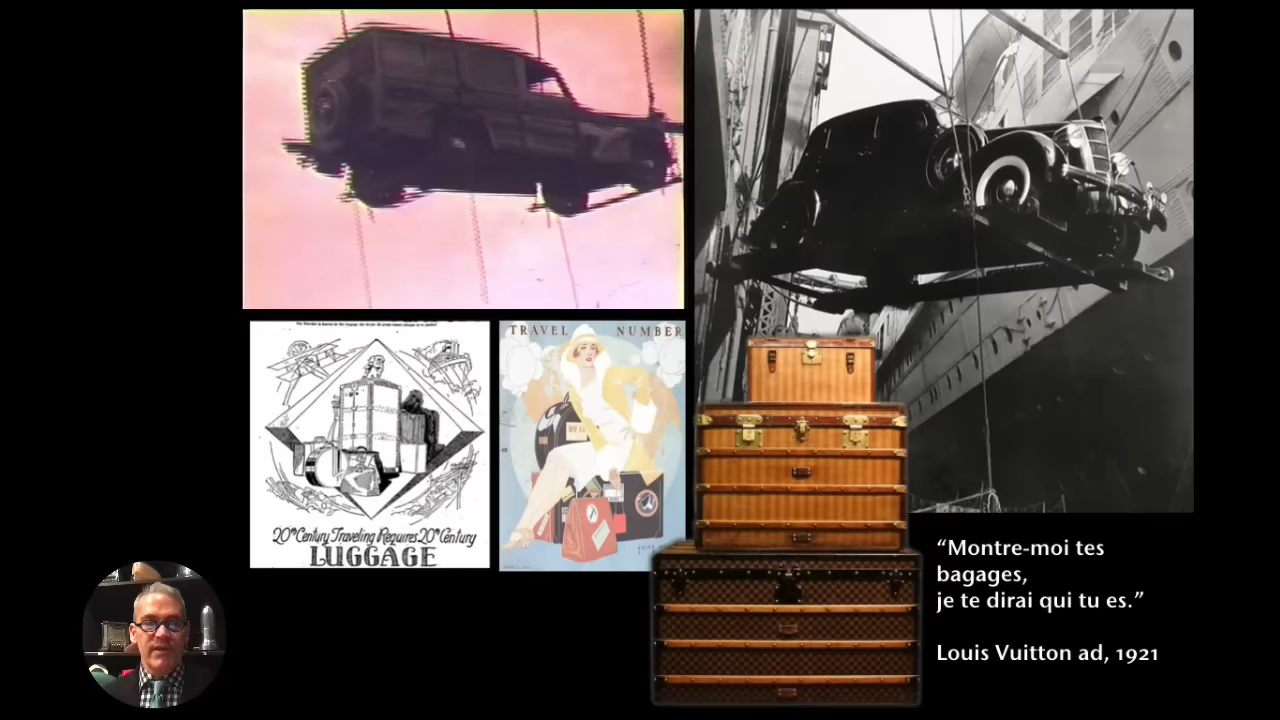 20th Century Traveling Requires 20th Century
LUGGAGE
TRAVEL NUMBER
“Montre-moi tes
bagages,
je te dirai qui tu es.”
Louis Vuitton ad, 1921